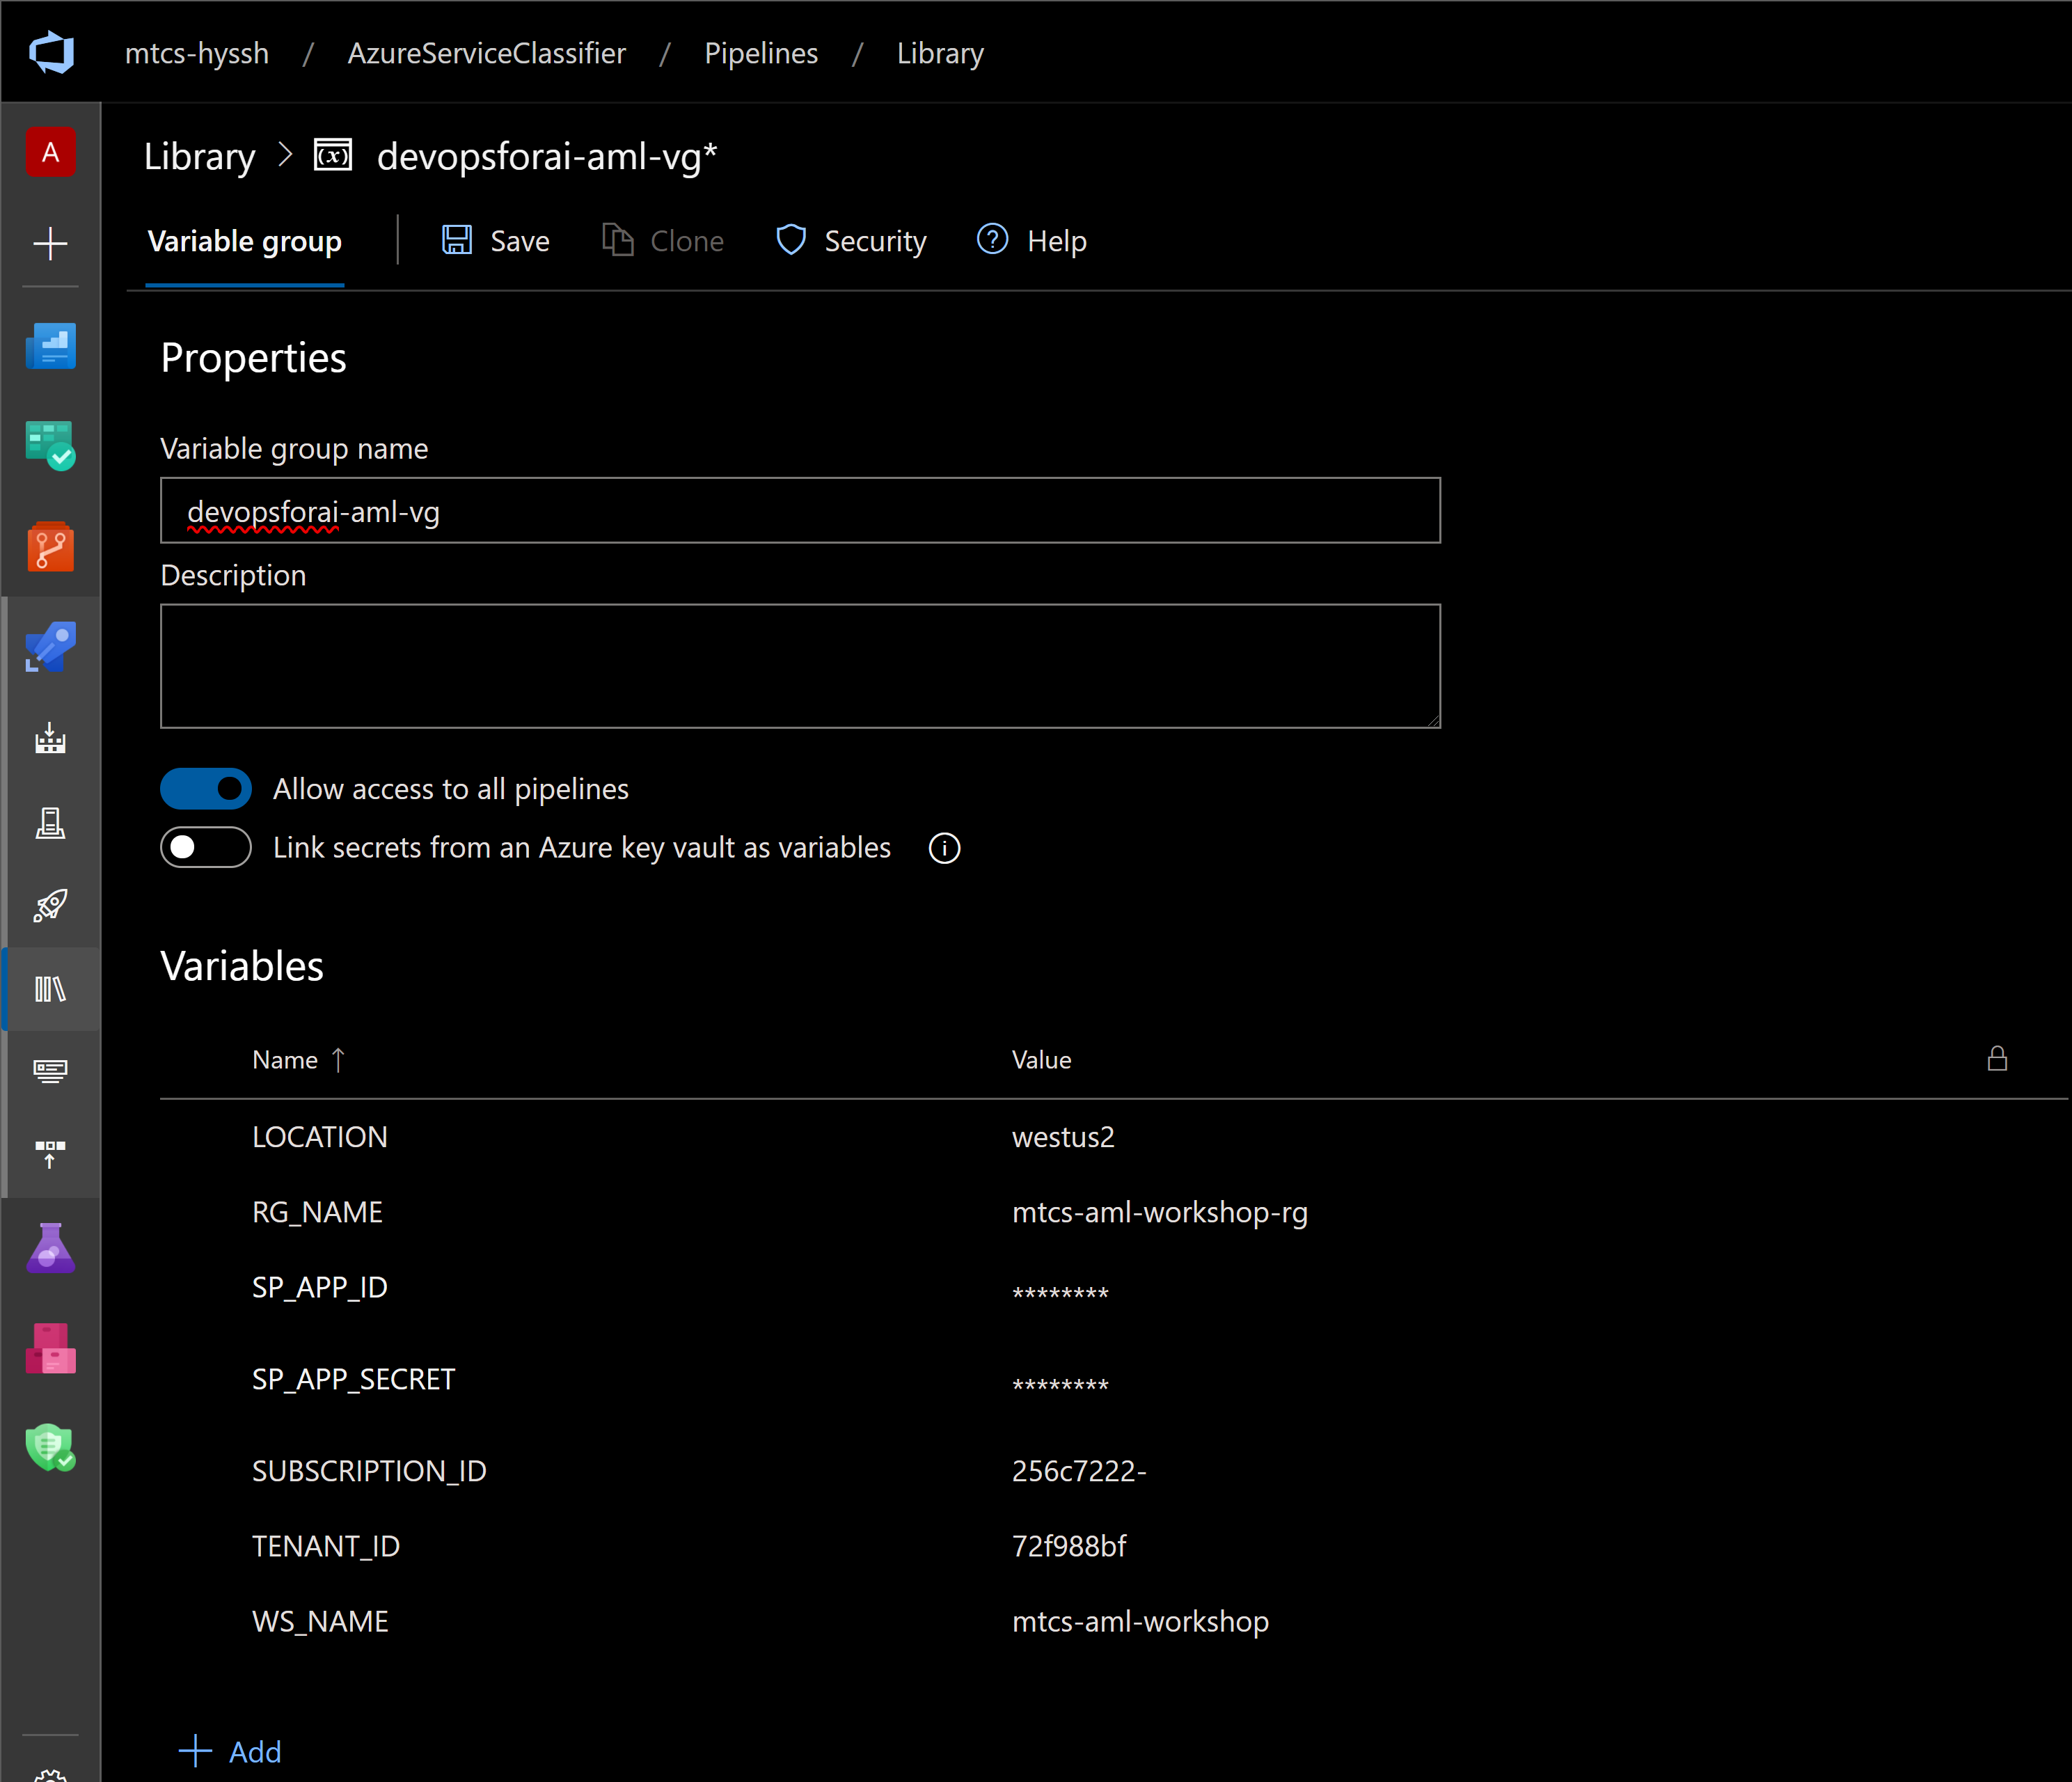 mtcs-hyssh / AzureServiceClassifier / Pipelines / Library
A
Library > (x) devopsforai-aml-vg*
Variable group Save Clone Security ? Help
Properties
Variable group name
devopsforai-aml-vg
Description
Allow access to all pipelines
Link secrets from an Azure key vault as variables i
Variables
Name ↑ Value
LOCATION westus2
RG_NAME mtcs-aml-workshop-rg
SP_APP_ID ********
SP_APP_SECRET ********
SUBSCRIPTION_ID 256c7222-
TENANT_ID 72f988bf
WS_NAME mtcs-aml-workshop
+ Add